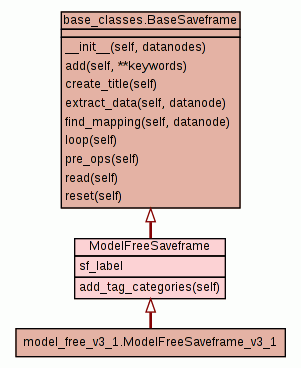 base_classes.BaseSaveframe
__init__(self, datanodes)
add(self, **keywords)
create_title(self)
extract_data(self, datanode)
find_mapping(self, datanode)
loop(self)
pre_ops(self)
read(self)
reset(self)
ModelFreeSaveframe
sf_label
add_tag_categories(self)
model_free_v3_1.ModelFreeSaveframe_v3_1